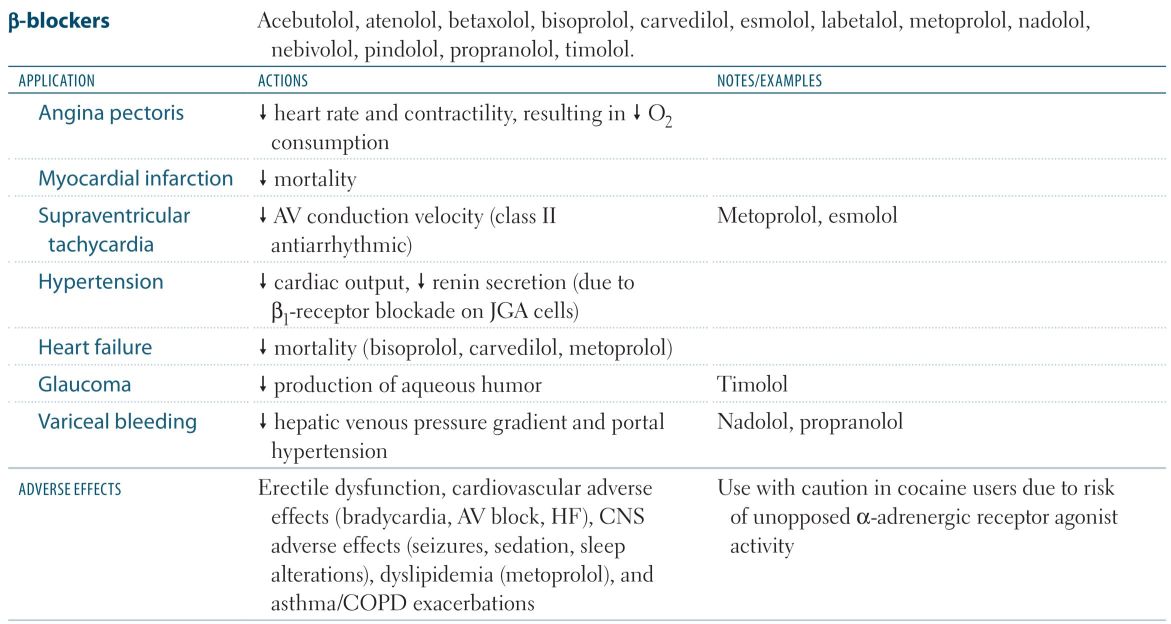 β-blockers Acebutolol, atenolol, betaxolol, bisoprolol, carvedilol, esmolol, labetalol, metoprolol, nadolol,
nebivolol, pindolol, propranolol, timolol.
APPLICATION ACTIONS NOTES/EXAMPLES
Angina pectoris ↓ heart rate and contractility, resulting in ↓ O₂
consumption
Myocardial infarction ↓ mortality
Supraventricular ↓ AV conduction velocity (class II Metoprolol, esmolol
tachycardia antiarrhythmic)
Hypertension ↓ cardiac output, ↓ renin secretion (due to
β₁-receptor blockade on JGA cells)
Heart failure ↓ mortality (bisoprolol, carvedilol, metoprolol)
Glaucoma ↓ production of aqueous humor Timolol
Variceal bleeding ↓ hepatic venous pressure gradient and portal Nadolol, propranolol
hypertension
ADVERSE EFFECTS Erectile dysfunction, cardiovascular adverse Use with caution in cocaine users due to risk
effects (bradycardia, AV block, HF), CNS of unopposed α-adrenergic receptor agonist
adverse effects (seizures, sedation, sleep activity
alterations), dyslipidemia (metoprolol), and
asthma/COPD exacerbations